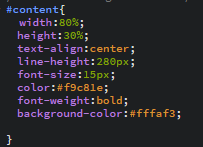 #content{
width:80%;
height:30%;
text-align:center;
line-height:280px;
font-size:15px;
color:#f9c81e;
font-weight:bold;
background-color:#fffaf3;
}